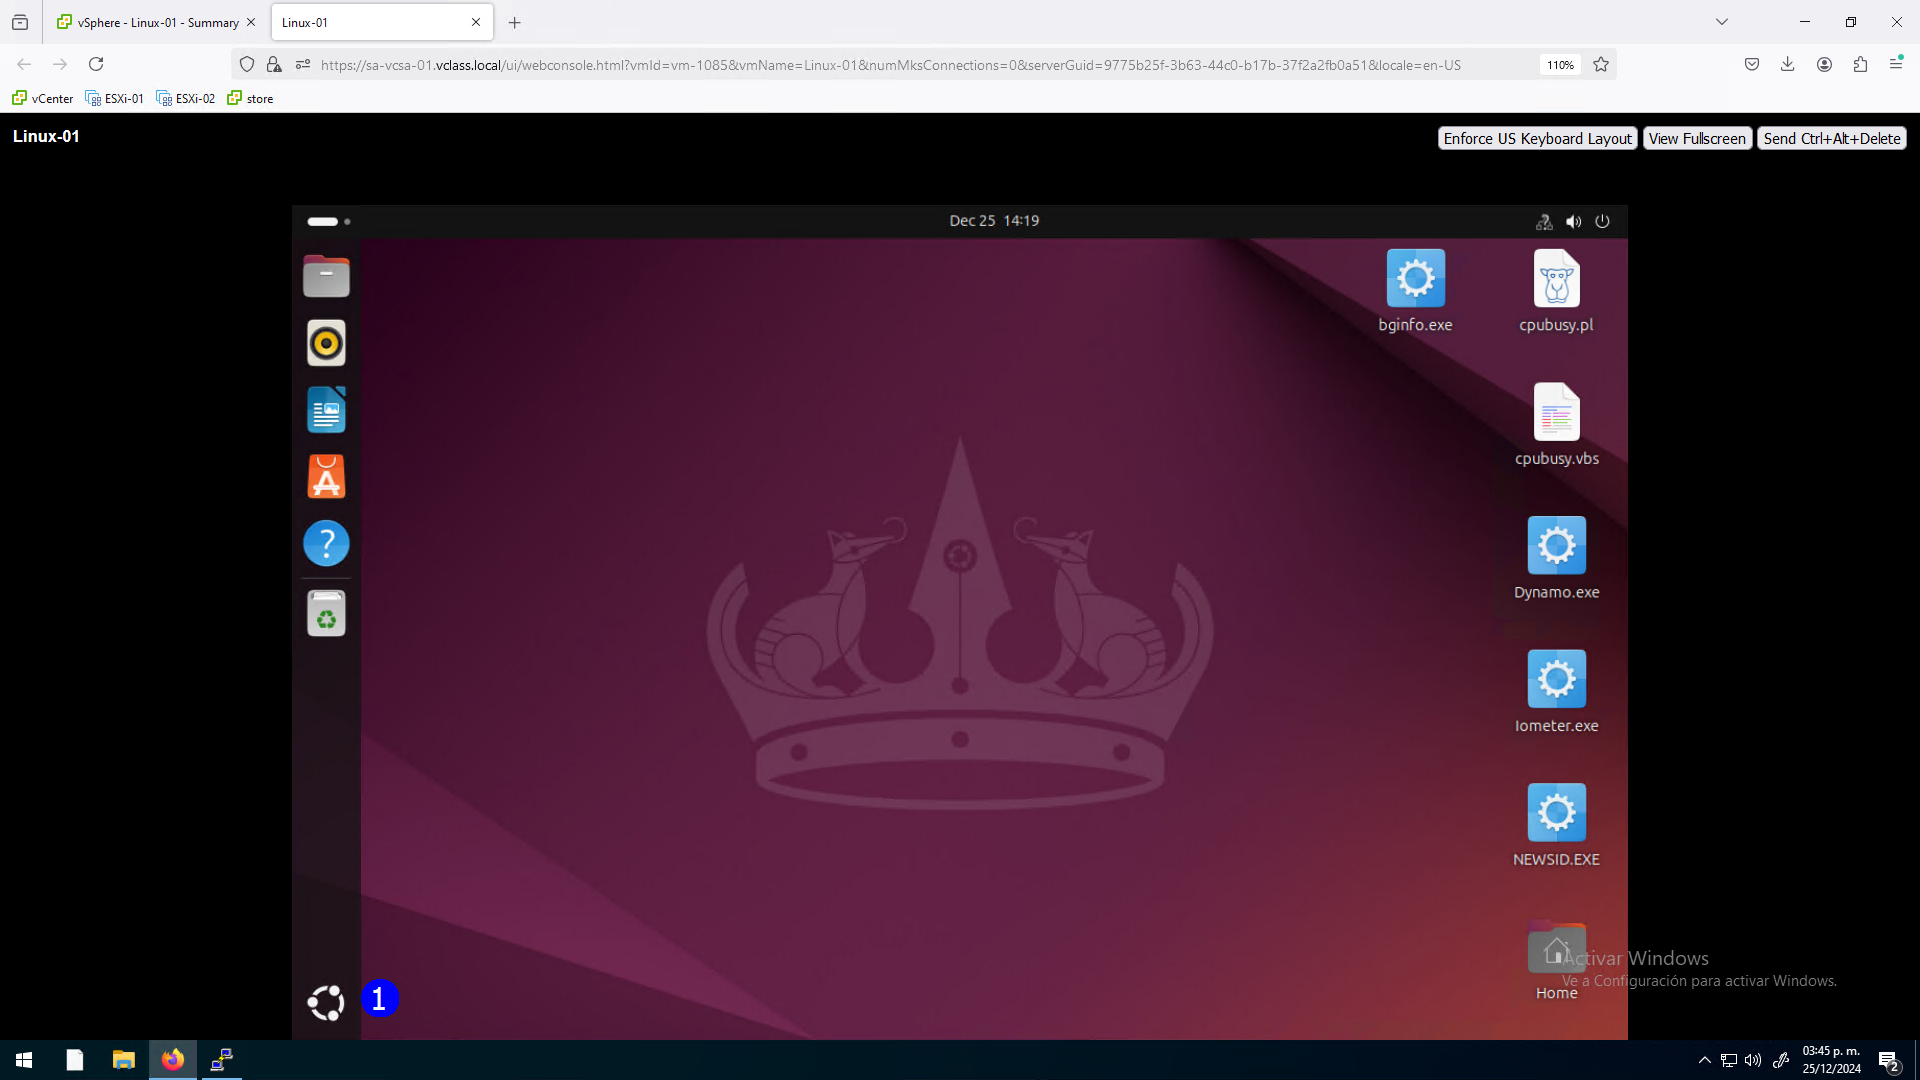 vSphere - Linux-01 - Summary
Linux-01
https://sa-vcsa-01.vclass.local/ui/webconsole.html?vmId=vm-1085&vmName=Linux-01&numMksConnections=0&serverGuid=9775b25f-3b63-44c0-b17b-37f2a2fb0a51&locale=en-US
110%
vCenter
ESXi-01
ESXi-02
store
Linux-01
Enforce US Keyboard Layout
View Fullscreen
Send Ctrl+Alt+Delete
Dec 25 14:19
bginfo.exe
cpubusy.pl
cpubusy.vbs
Dynamo.exe
Iometer.exe
NEWSID.EXE
Activar Windows
Ve a Configuración para activar Windows.
Home
1
03:45 p. m.
25/12/2024
2